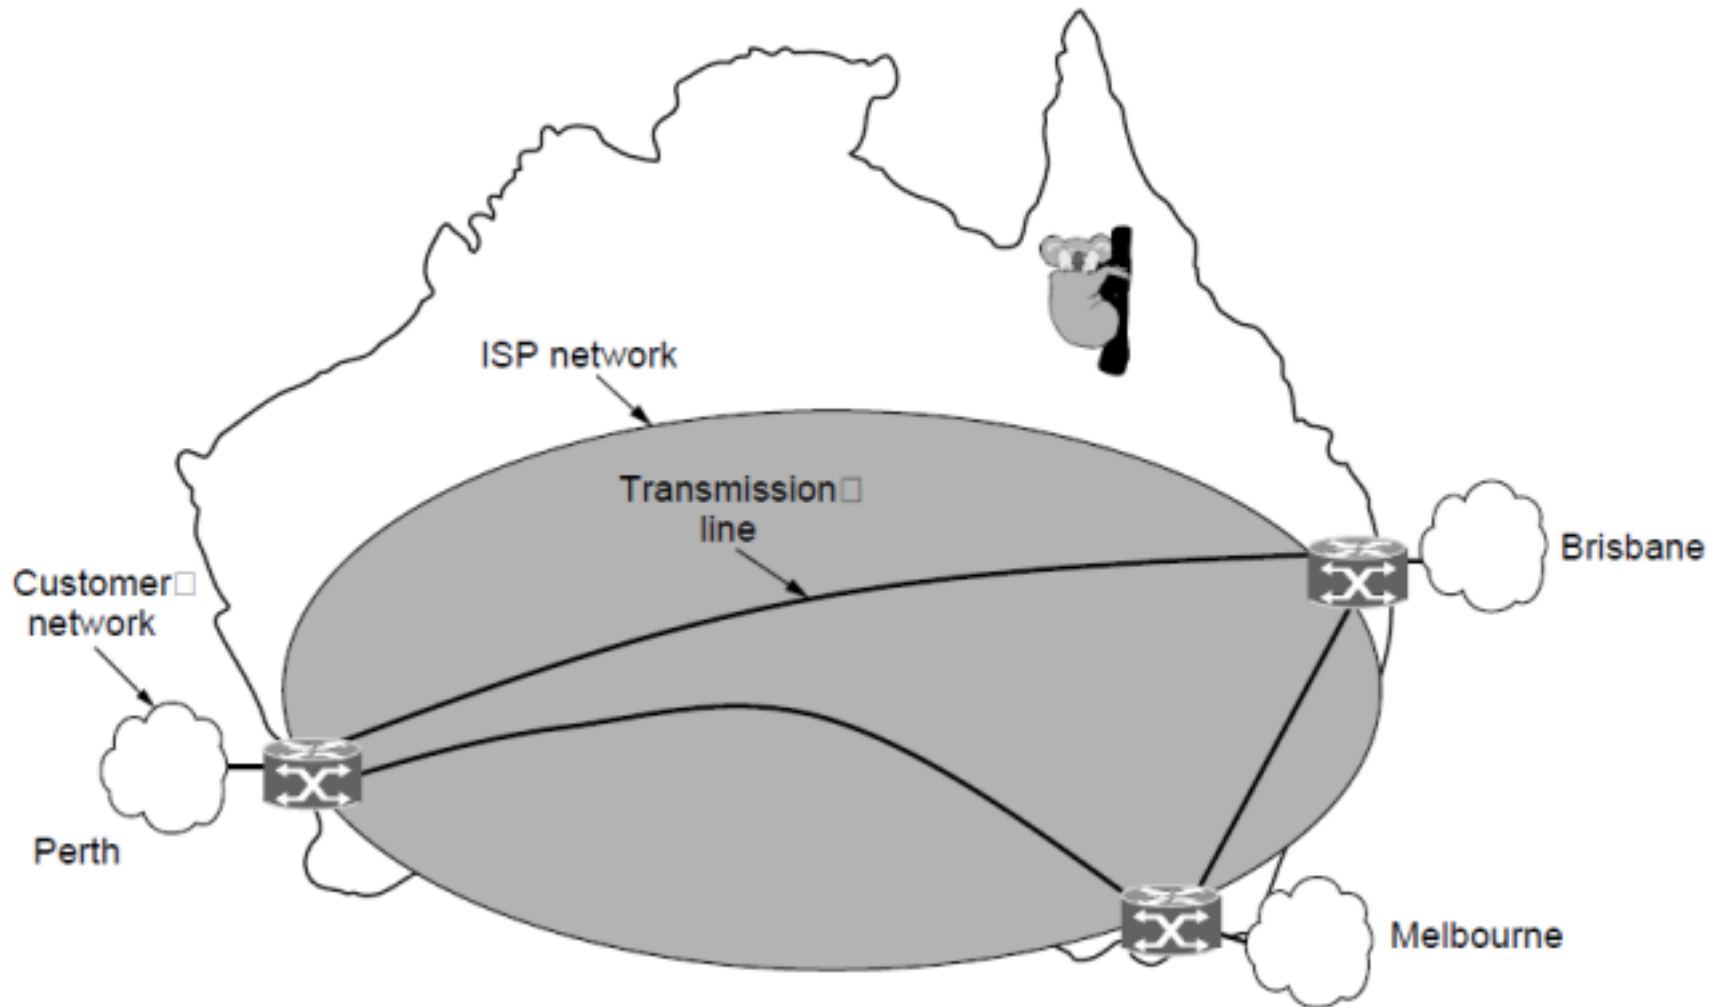 ISP network
Transmission□
line
Customer□
network
Brisbane
Perth
Melbourne